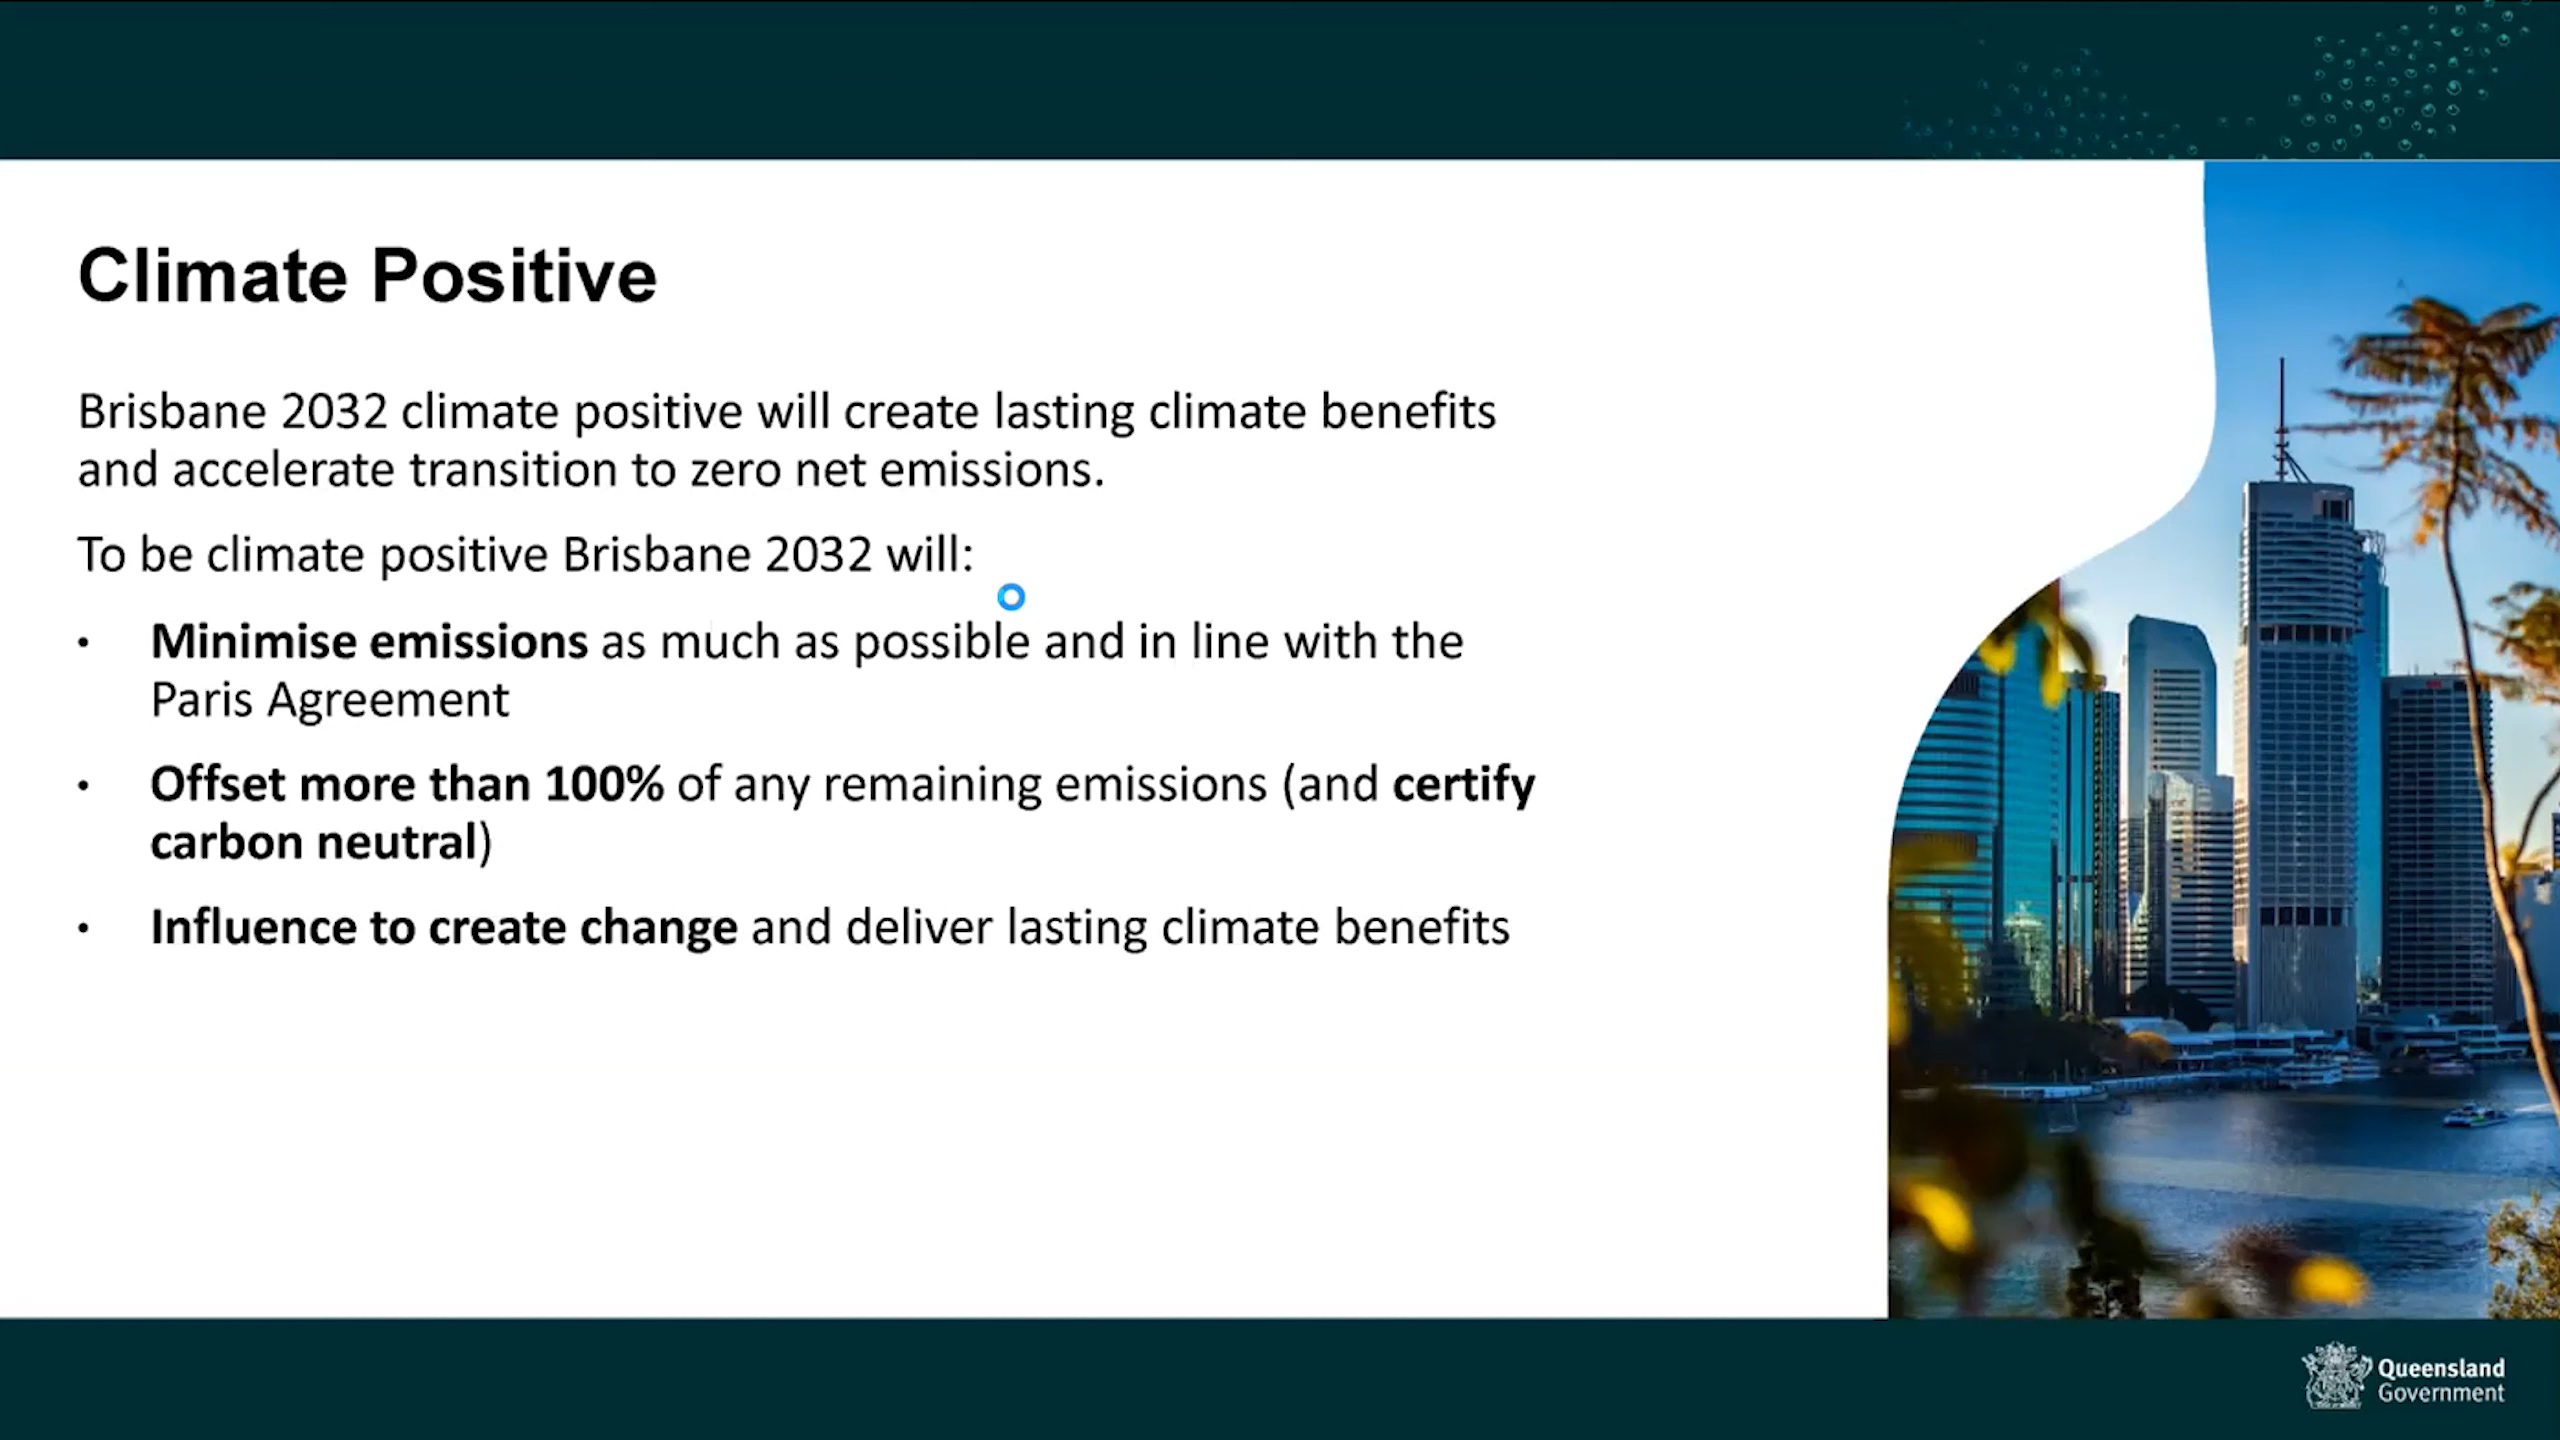 Climate Positive
Brisbane 2032 climate positive will create lasting climate benefits
and accelerate transition to zero net emissions.
To be climate positive Brisbane 2032 will:
• Minimise emissions as much as possible and in line with the
Paris Agreement
• Offset more than 100% of any remaining emissions (and certify
carbon neutral)
• Influence to create change and deliver lasting climate benefits
Queensland
Government